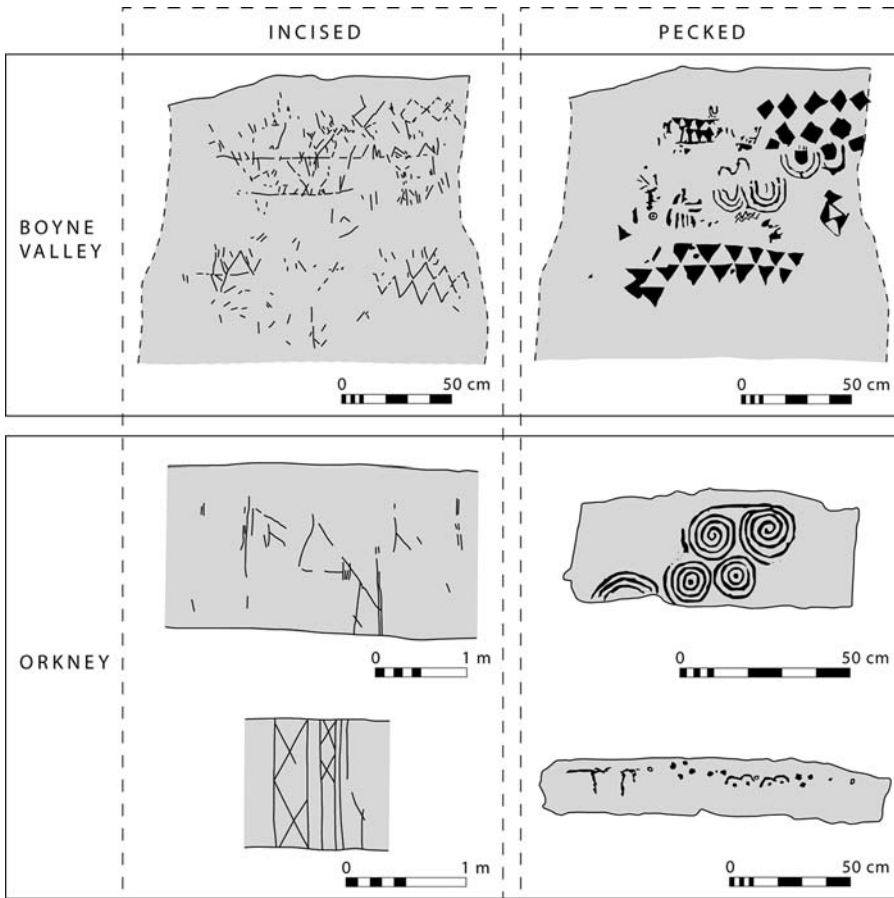 INCISED
PECKED
BOYNE
VALLEY
0 50 cm
0 50 cm
ORKNEY
0 1 m
0 50 cm
0 1 m
0 50 cm